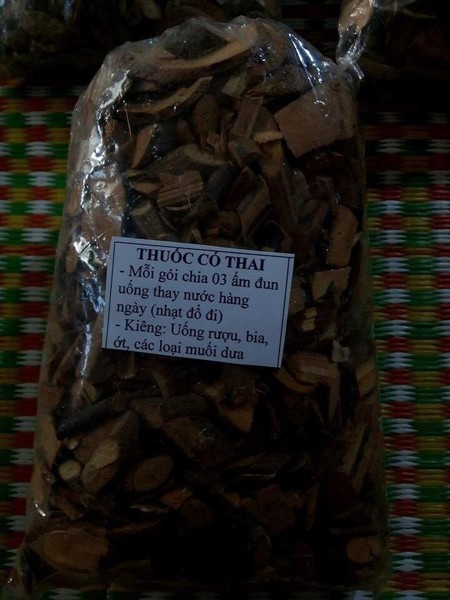 THUỐC CÓ THAI
- Mỗi gói chia 03 ấm đun
uống thay nước hàng
ngày (nhạt đổ đi)
- Kiêng: Uống rượu, bia,
ớt, các loại muối dưa